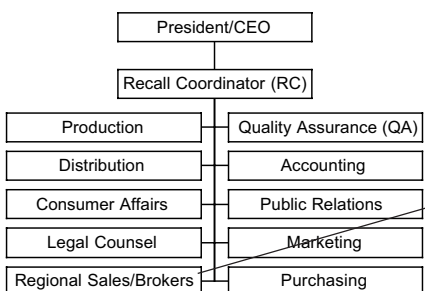 President/CEO
Recall Coordinator (RC)
Production
Quality Assurance (QA)
Distribution
Accounting
Consumer Affairs
Public Relations
Legal Counsel
Marketing
Regional Sales/Brokers
Purchasing